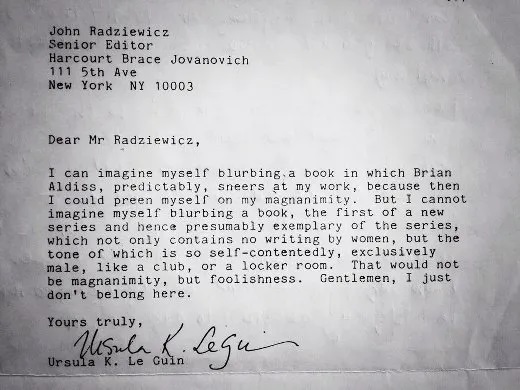 John Radziewicz
Senior Editor
Harcourt Brace Jovanovich
111 5th Ave
New York NY 10003
Dear Mr Radziewicz,
I can imagine myself blurbing a book in which Brian
Aldiss, predictably, sneers at my work, because then
I could preen myself on my magnanimity. But I cannot
imagine myself blurbing a book, the first of a new
series and hence presumably exemplary of the series,
which not only contains no writing by women, but the
tone of which is so self-contentedly, exclusively
male, like a club, or a locker room. That would not
be magnanimity, but foolishness. Gentlemen, I just
don't belong here.
Yours truly,
Ursula K. Le Guin
Ursula K. Le Guin